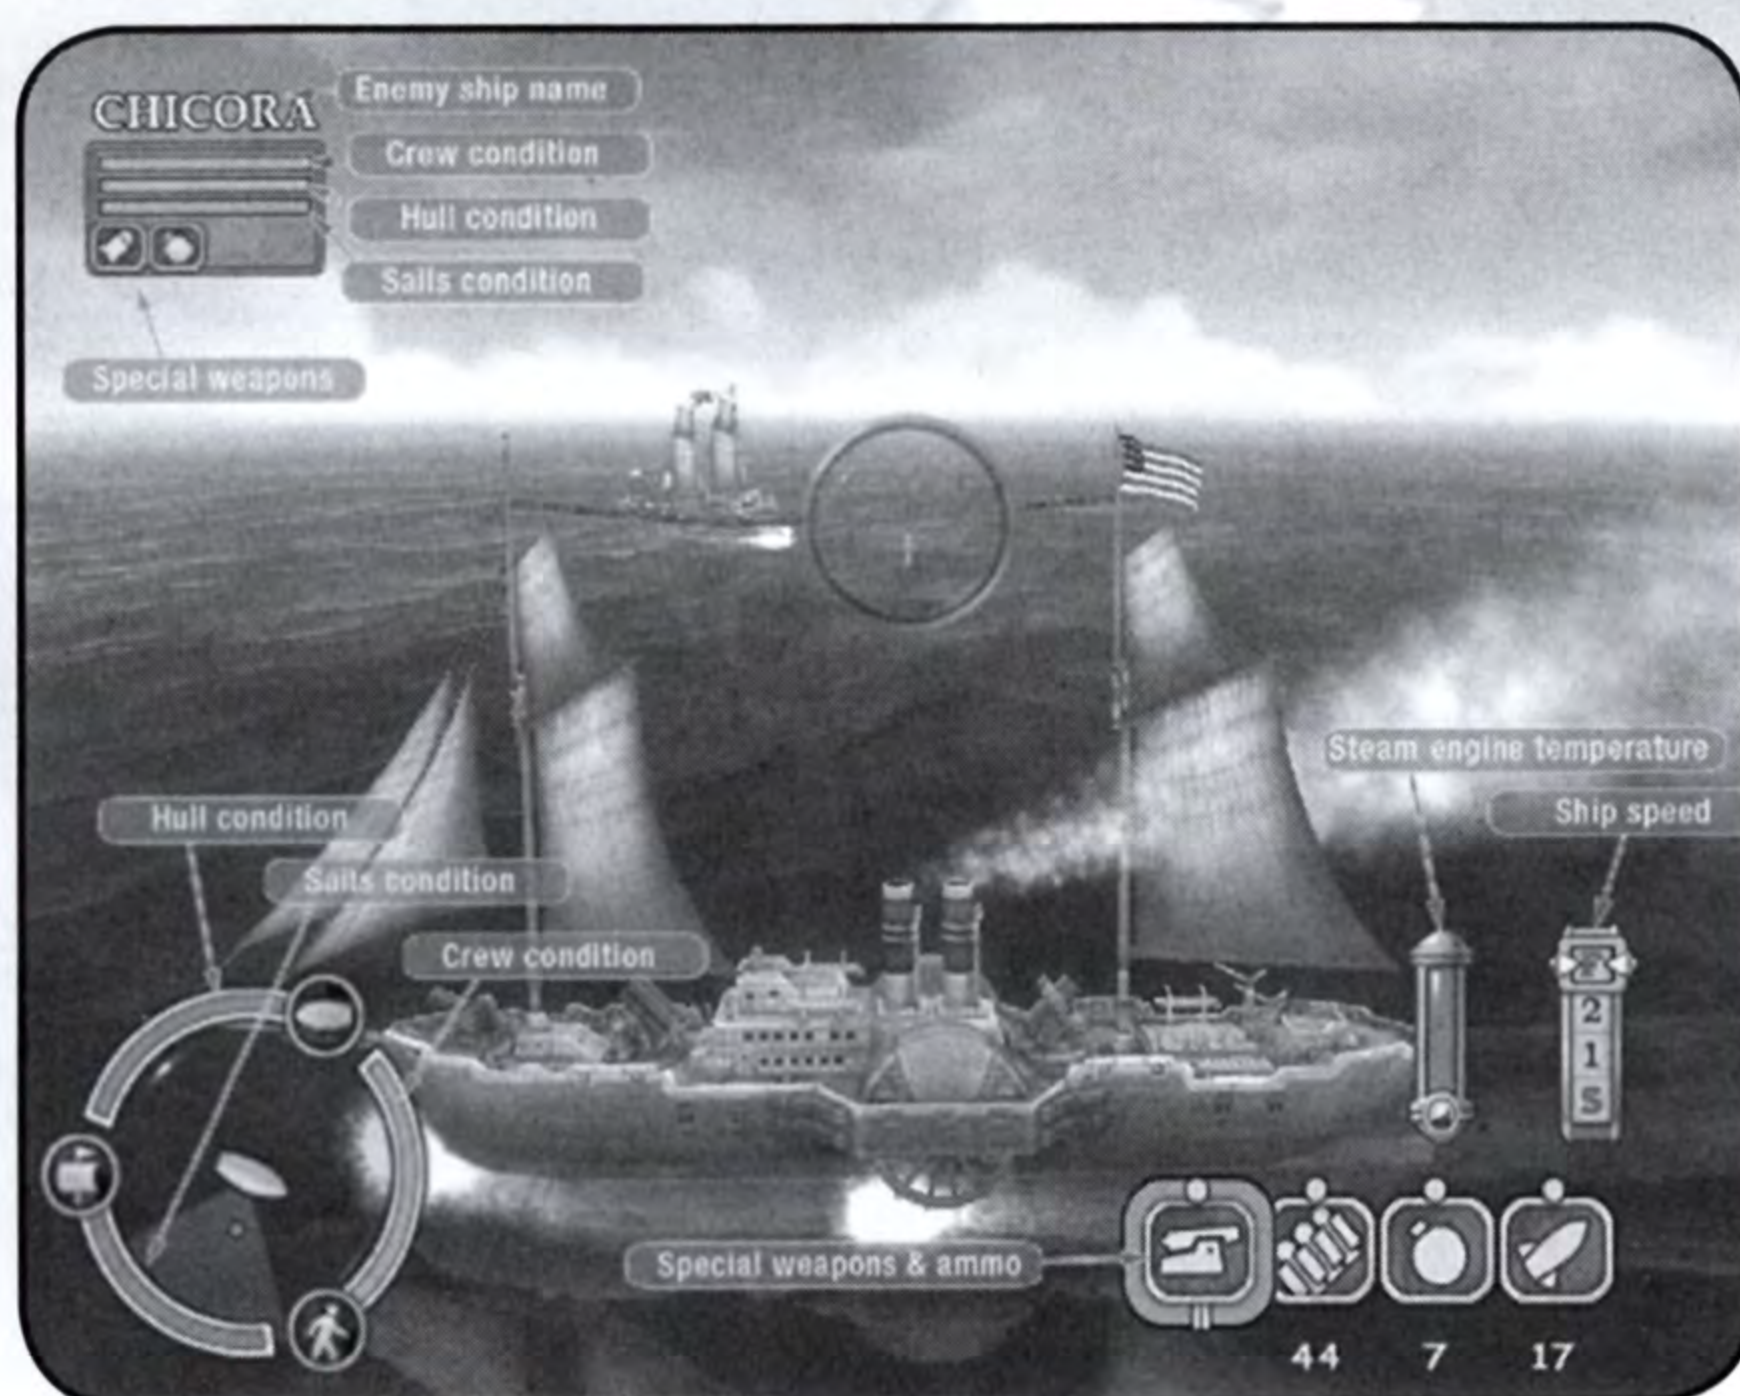 CHICORA
Enemy ship name
Crew condition
Hull condition
Sails condition
Special weapons
Steam engine temperature
Ship speed
Hull condition
Sails condition
Crew condition
2
1
S
Special weapons & ammo
44 7 17